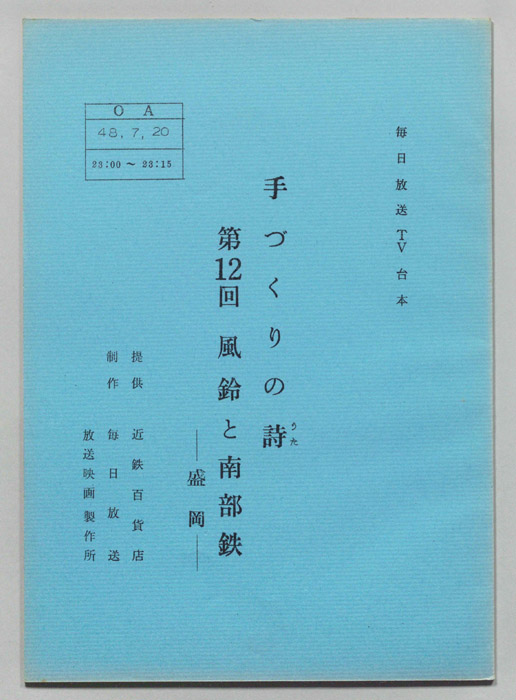 毎日放送TV台本
手づくりの詩
うた
第12回 風鈴と南部鉄
―盛岡―
OA
48,7,20
23:00 ～ 23:15
提供 近鉄百貨店
制作 毎日放送
放送映画製作所